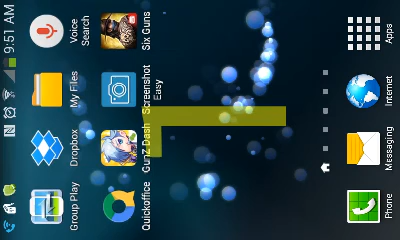 9:51 AM
Voice Search
My Files
Dropbox
Group Play
Six Guns
Screenshot Easy
GunZ Dash
Quickoffice
Apps
Internet
Messaging
Phone